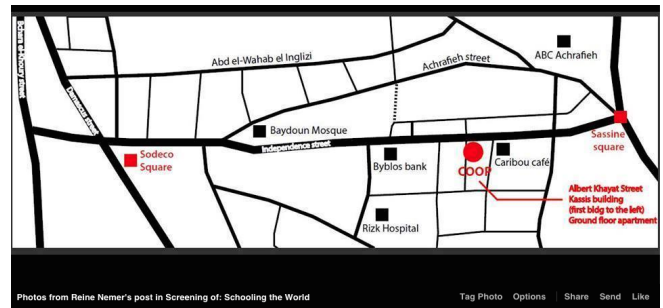 Bchara el-Khoury street
Damascus street
Abd el-Wahab el Inglizi
Achrafieh street
ABC Achrafieh
Baydoun Mosque
Independence street
Sassine
square
Sodeco
Square
Byblos bank
COOP
Caribou café
Albert Khayat Street
Kassis building
(first bldg to the left)
Ground floor apartment
Rizk Hospital
Photos from Reine Nemer's post in Screening of: Schooling the World
Tag Photo Options Share Send Like